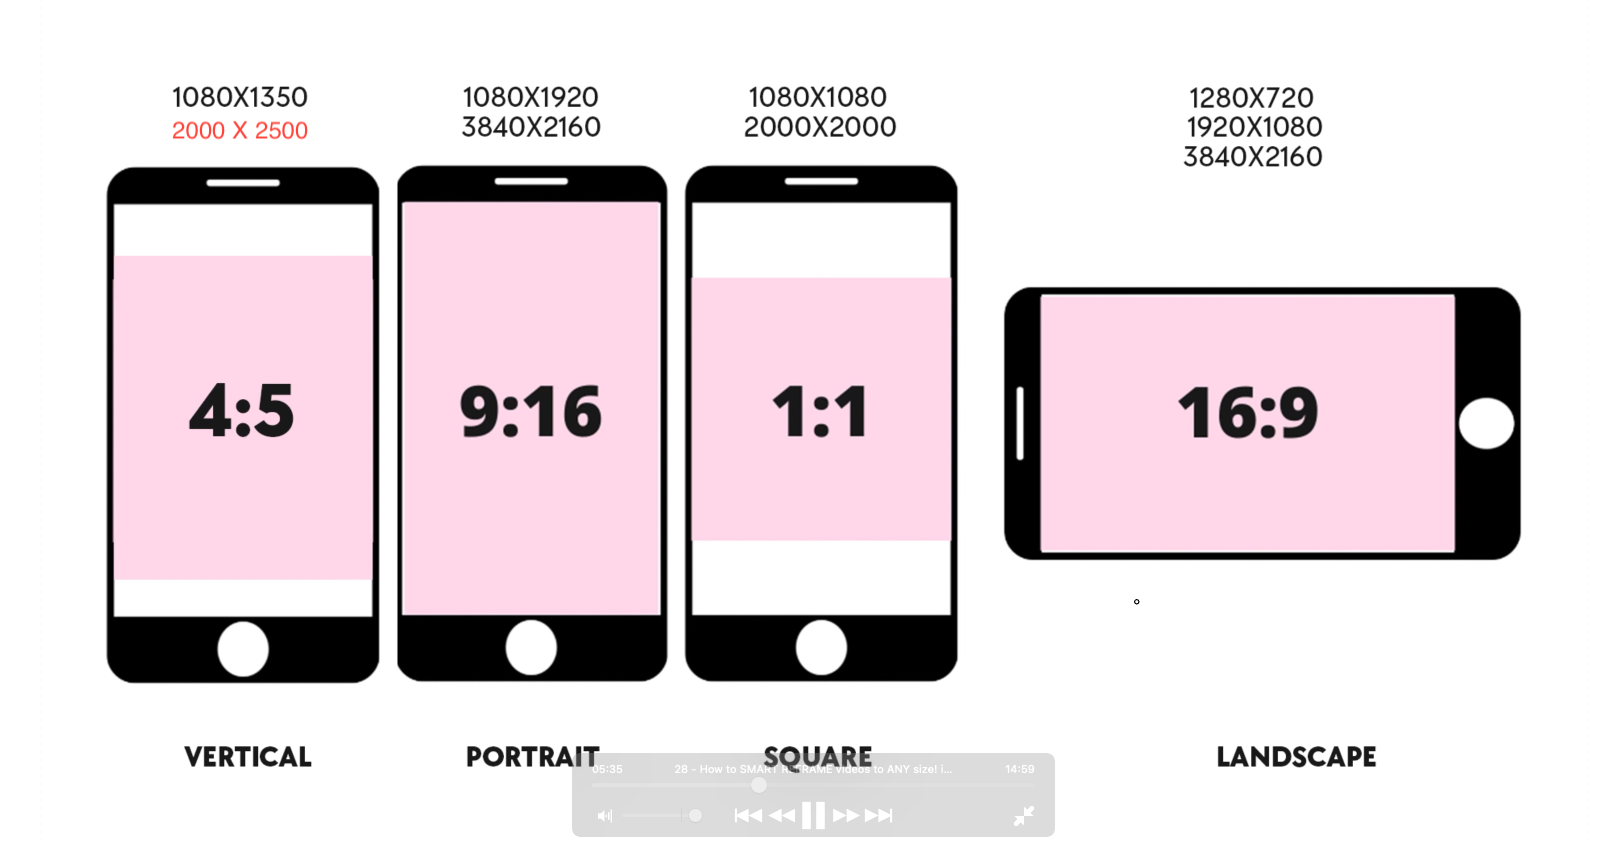 1080X1350
2000 X 2500
1080X1920
3840X2160
1080X1080
2000X2000
1280X720
1920X1080
3840X2160
4:5
9:16
1:1
16:9
VERTICAL
PORTRAIT
SQUARE
LANDSCAPE
05:35
28 - How to SMART REFRAME videos to ANY size! i...
14:59